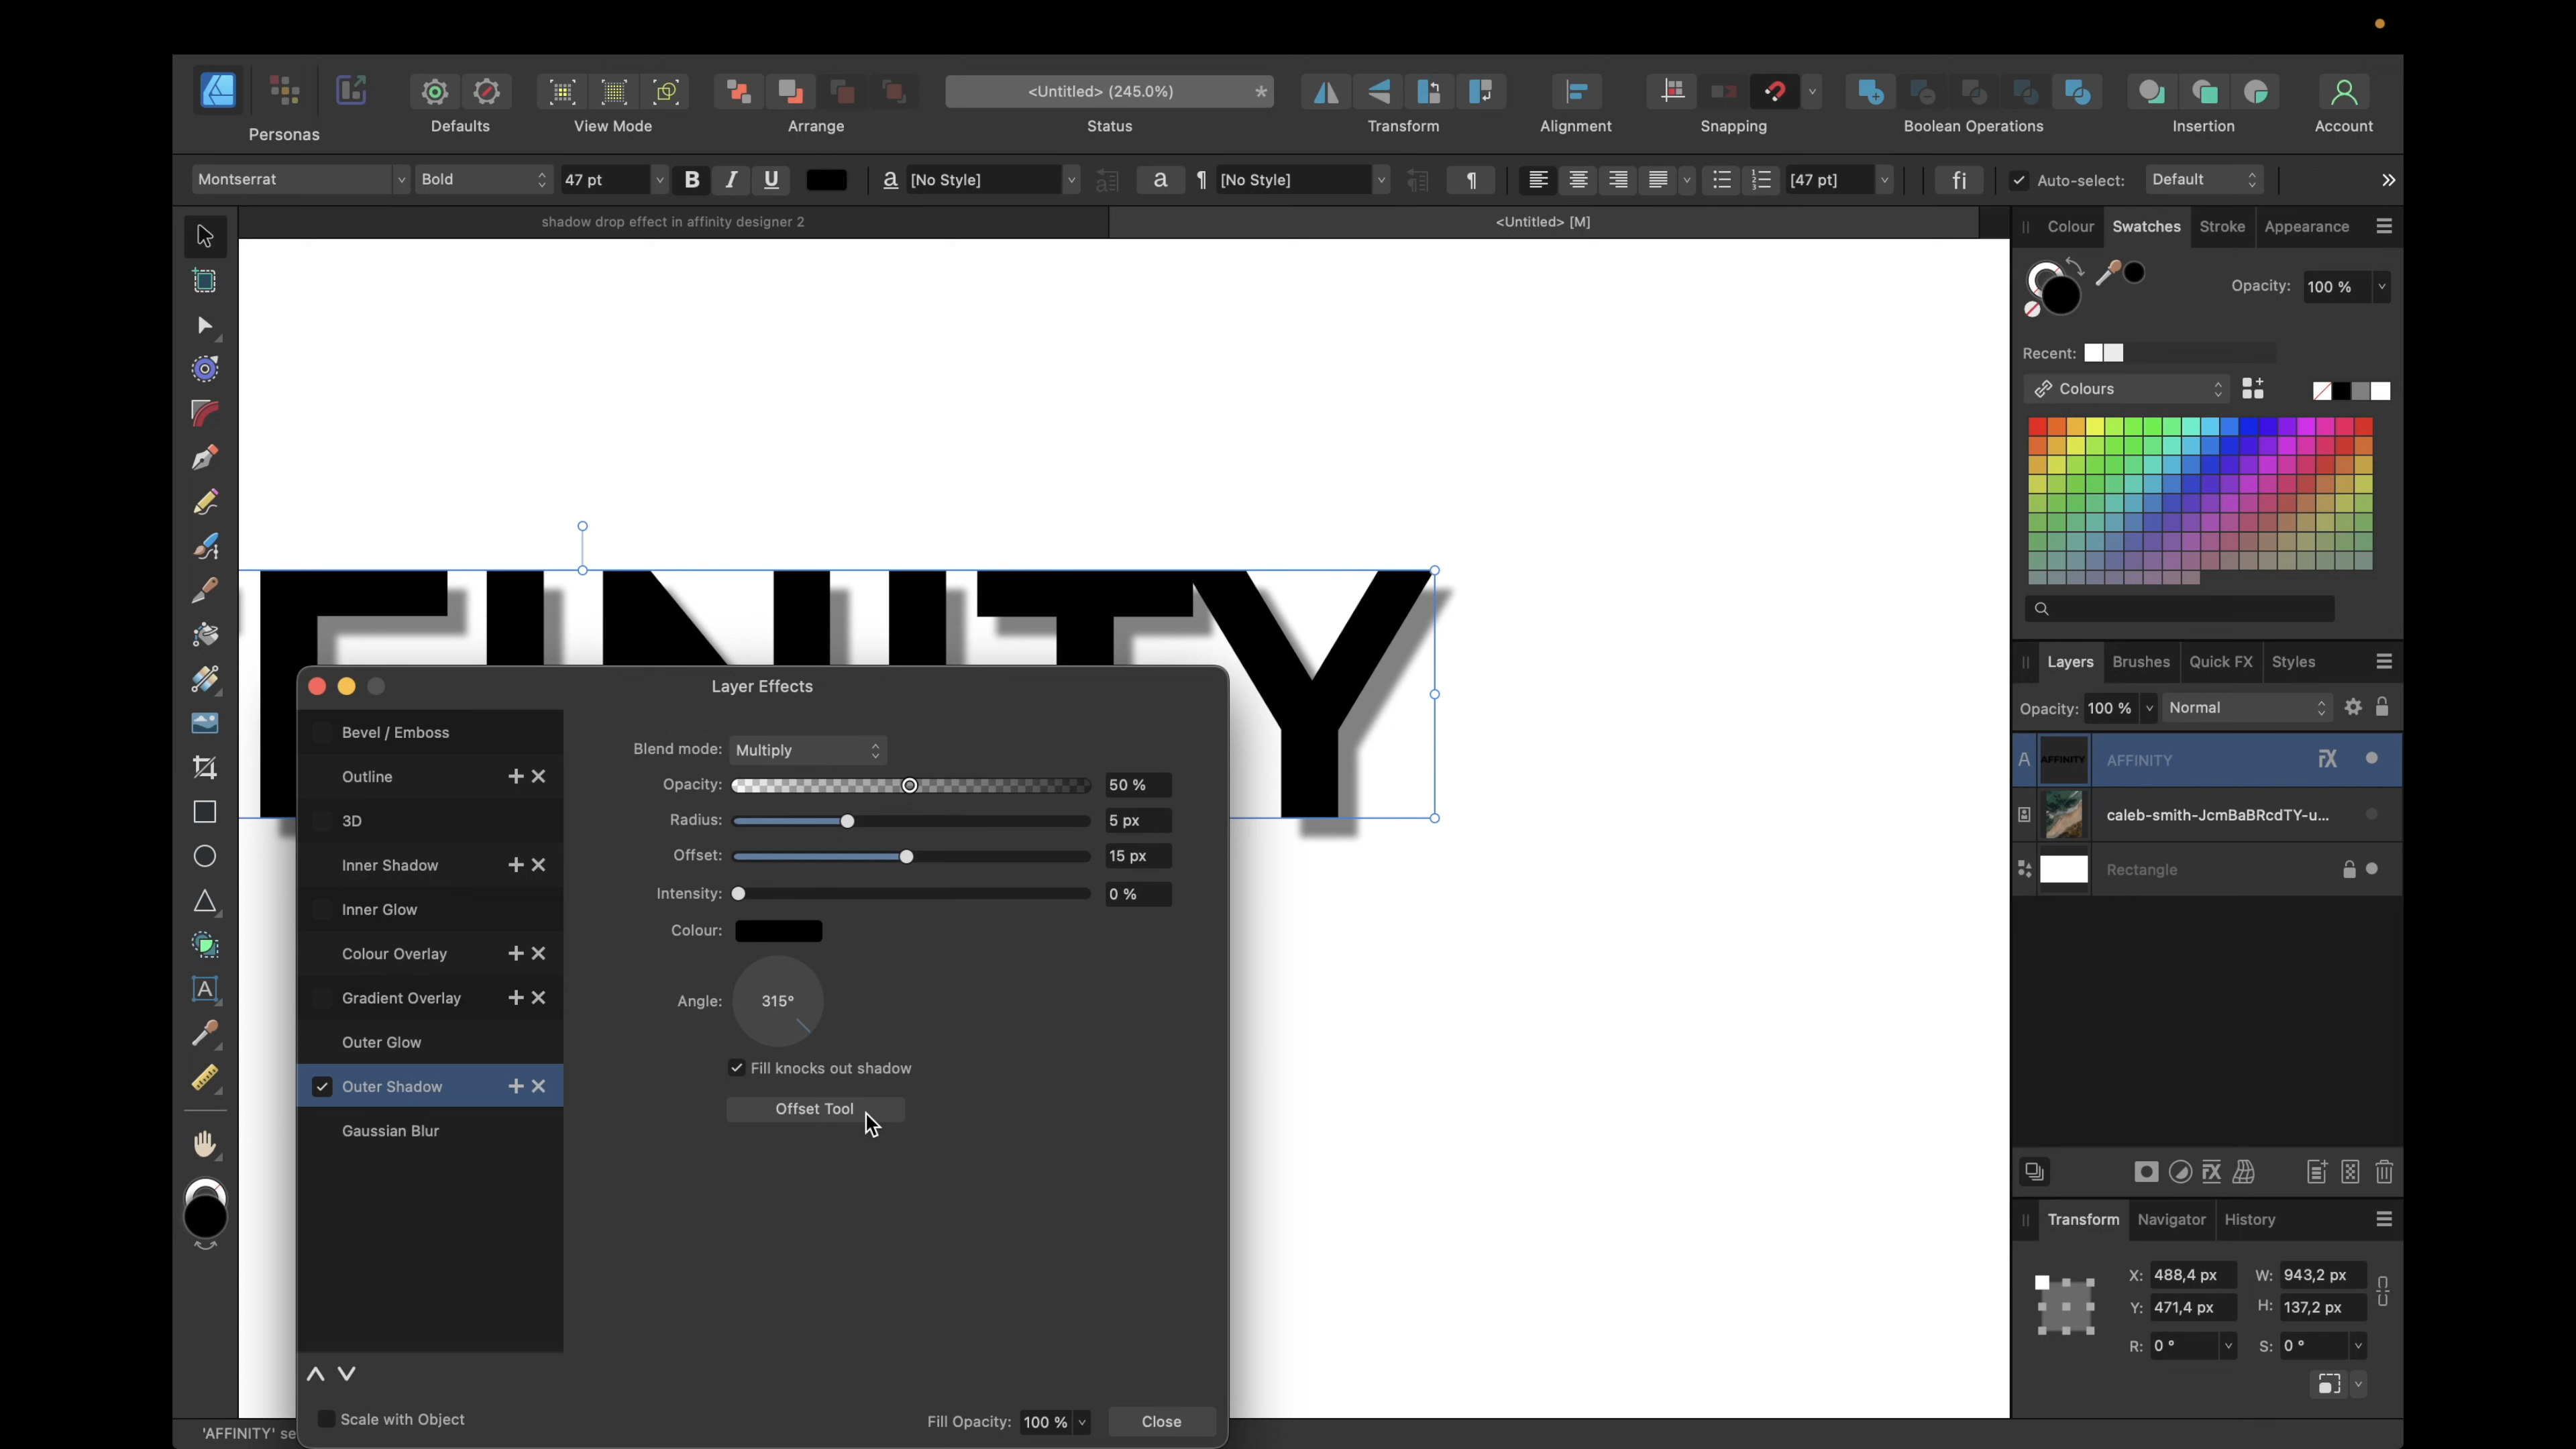 <Untitled> (245.0%) *
Personas Defaults View Mode Arrange Status Transform Alignment Snapping Boolean Operations Insertion Account
Montserrat Bold 47 pt B I U a [No Style] a ¶ [No Style] ¶ [47 pt] fi Auto-select: Default
shadow drop effect in affinity designer 2 <Untitled> [M]
Colour Swatches Stroke Appearance
Opacity: 100 %
Recent:
Colours
FINITY
Layers Brushes Quick FX Styles
Opacity: 100 % Normal
A AFFINITY AFFINITY FX
caleb-smith-JcmBaBRcdTY-u...
Rectangle
FX
Transform Navigator History
X: 488,4 px W: 943,2 px
Y: 471,4 px H: 137,2 px
R: 0 ° S: 0 °
Layer Effects
Bevel / Emboss
Outline
3D
Inner Shadow
Inner Glow
Colour Overlay
Gradient Overlay
Outer Glow
Outer Shadow
Gaussian Blur
Blend mode: Multiply
Opacity: 50 %
Radius: 5 px
Offset: 15 px
Intensity: 0 %
Colour:
Angle: 315°
Fill knocks out shadow
Offset Tool
Scale with Object
Fill Opacity: 100 % Close
A
'AFFINITY' se